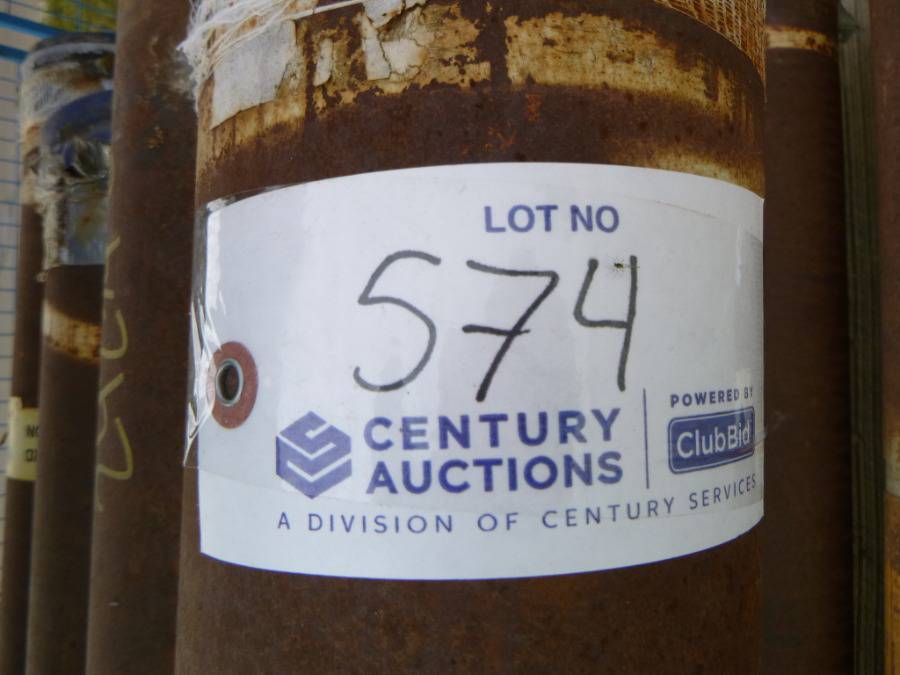 LOT NO
574
CENTURY
AUCTIONS
POWERED BY
ClubBid
A DIVISION OF CENTURY SERVICES